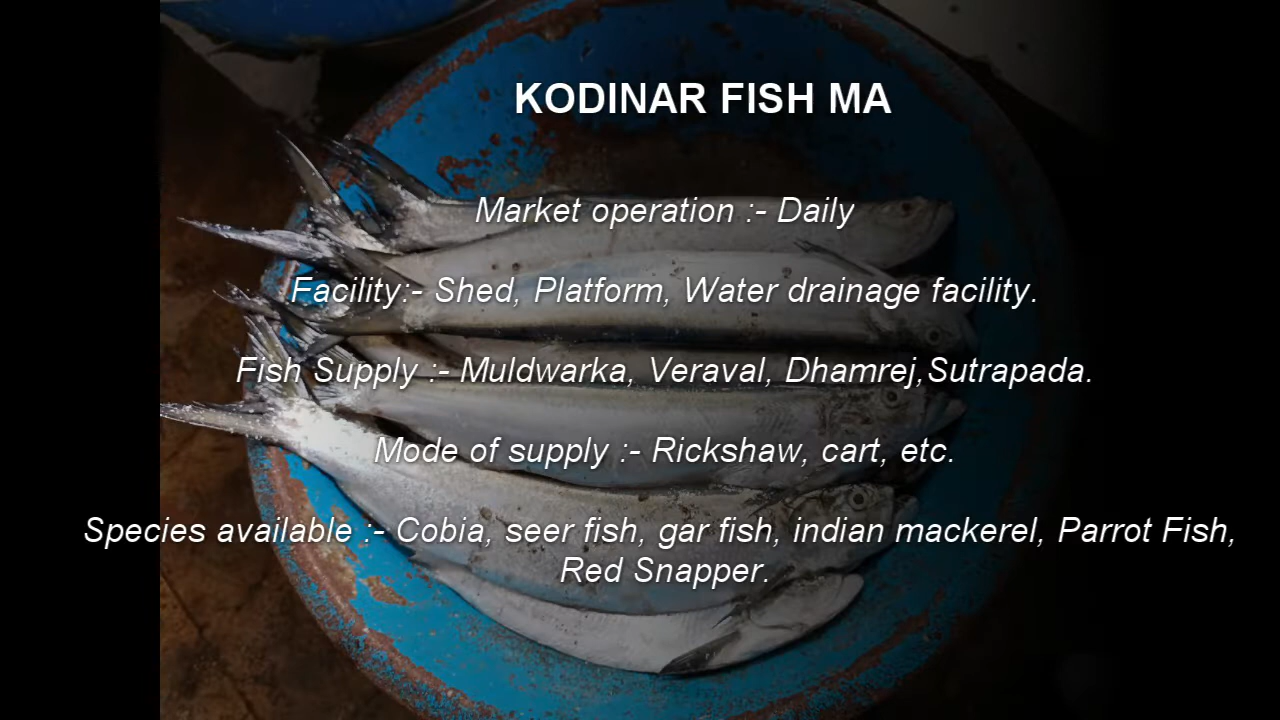 KODINAR FISH MA
Market operation :- Daily
Facility:- Shed, Platform, Water drainage facility.
Fish Supply :- Muldwarka, Veraval, Dhamrej,Sutrapada.
Mode of supply :- Rickshaw, cart, etc.
Species available :- Cobia, seer fish, gar fish, indian mackerel, Parrot Fish,
Red Snapper.